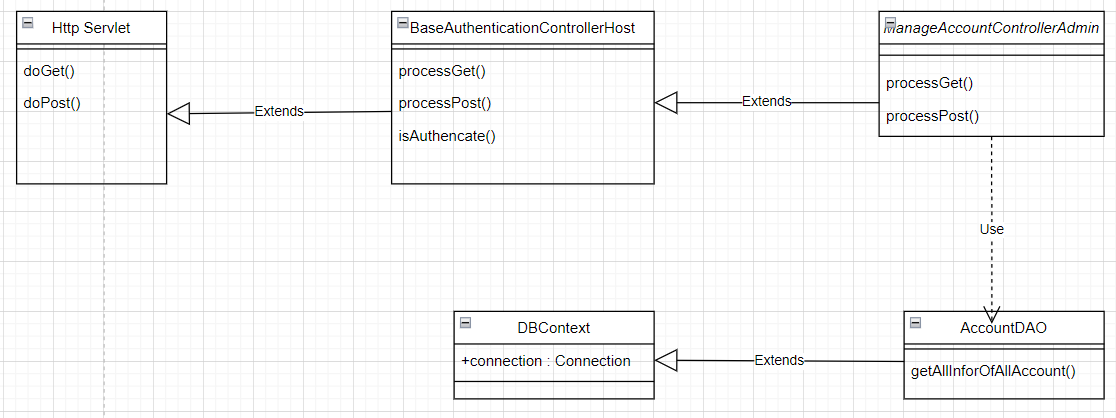 Http Servlet
doGet()
doPost()
Extends
BaseAuthenticationControllerHost
processGet()
processPost()
isAuthencate()
Extends
ManageAccountControllerAdmin
processGet()
processPost()
Use
DBContext
+connection : Connection
Extends
AccountDAO
getAllInforOfAllAccount()